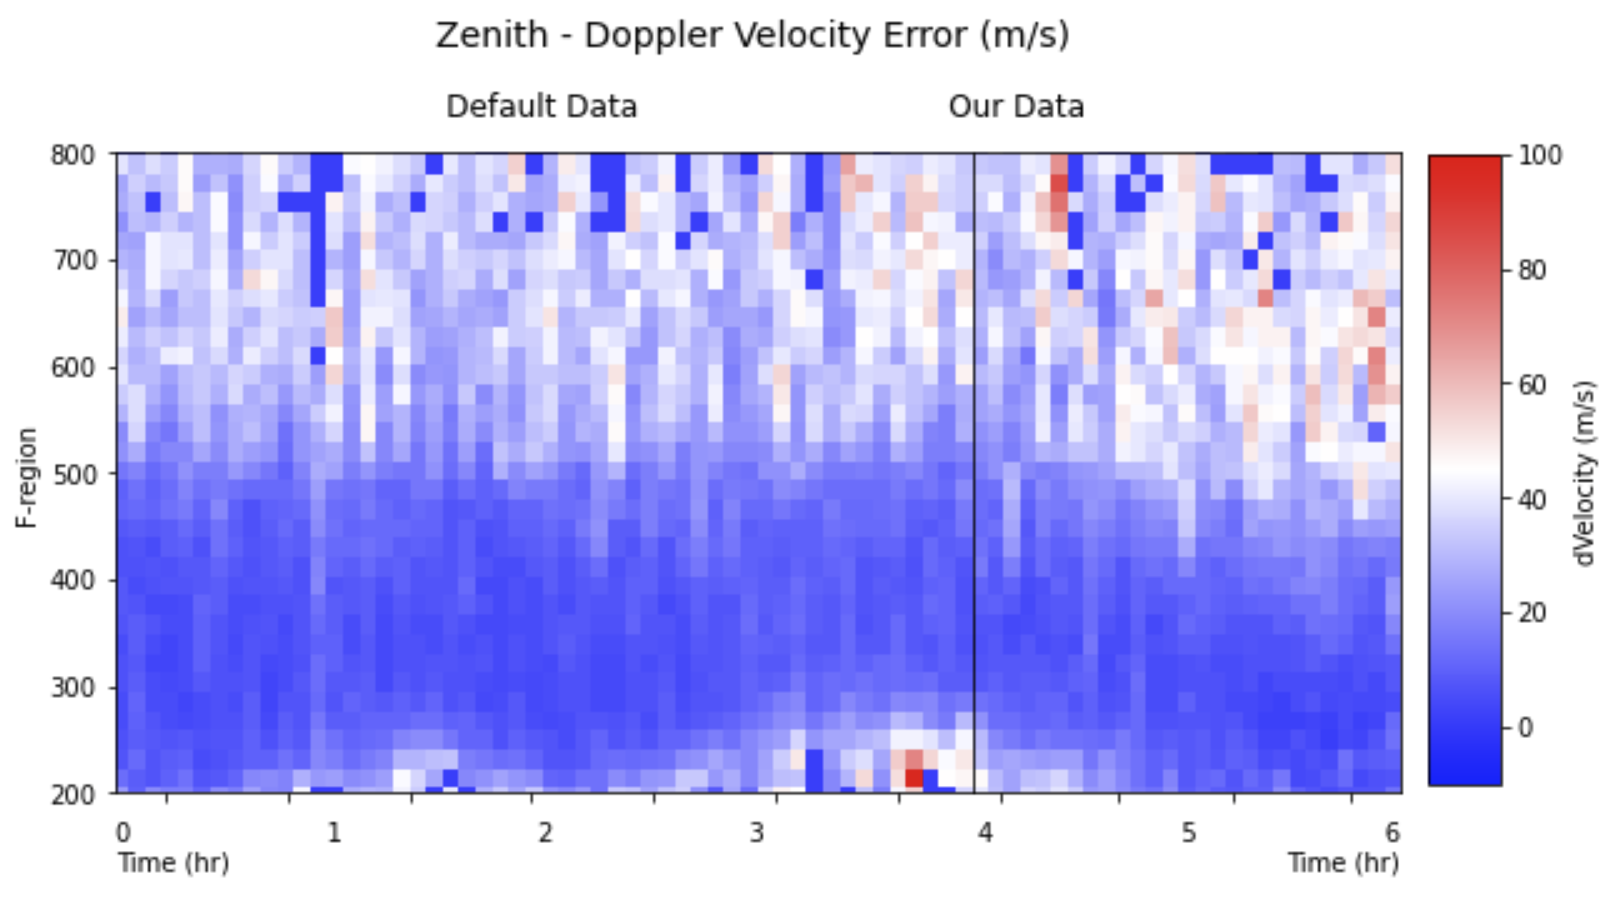 Zenith - Doppler Velocity Error (m/s)
Default Data
Our Data
800
700
600
500
400
300
200
F-region
0
1
2
3
4
5
6
Time (hr)
Time (hr)
100
80
60
40
20
0
dVelocity (m/s)